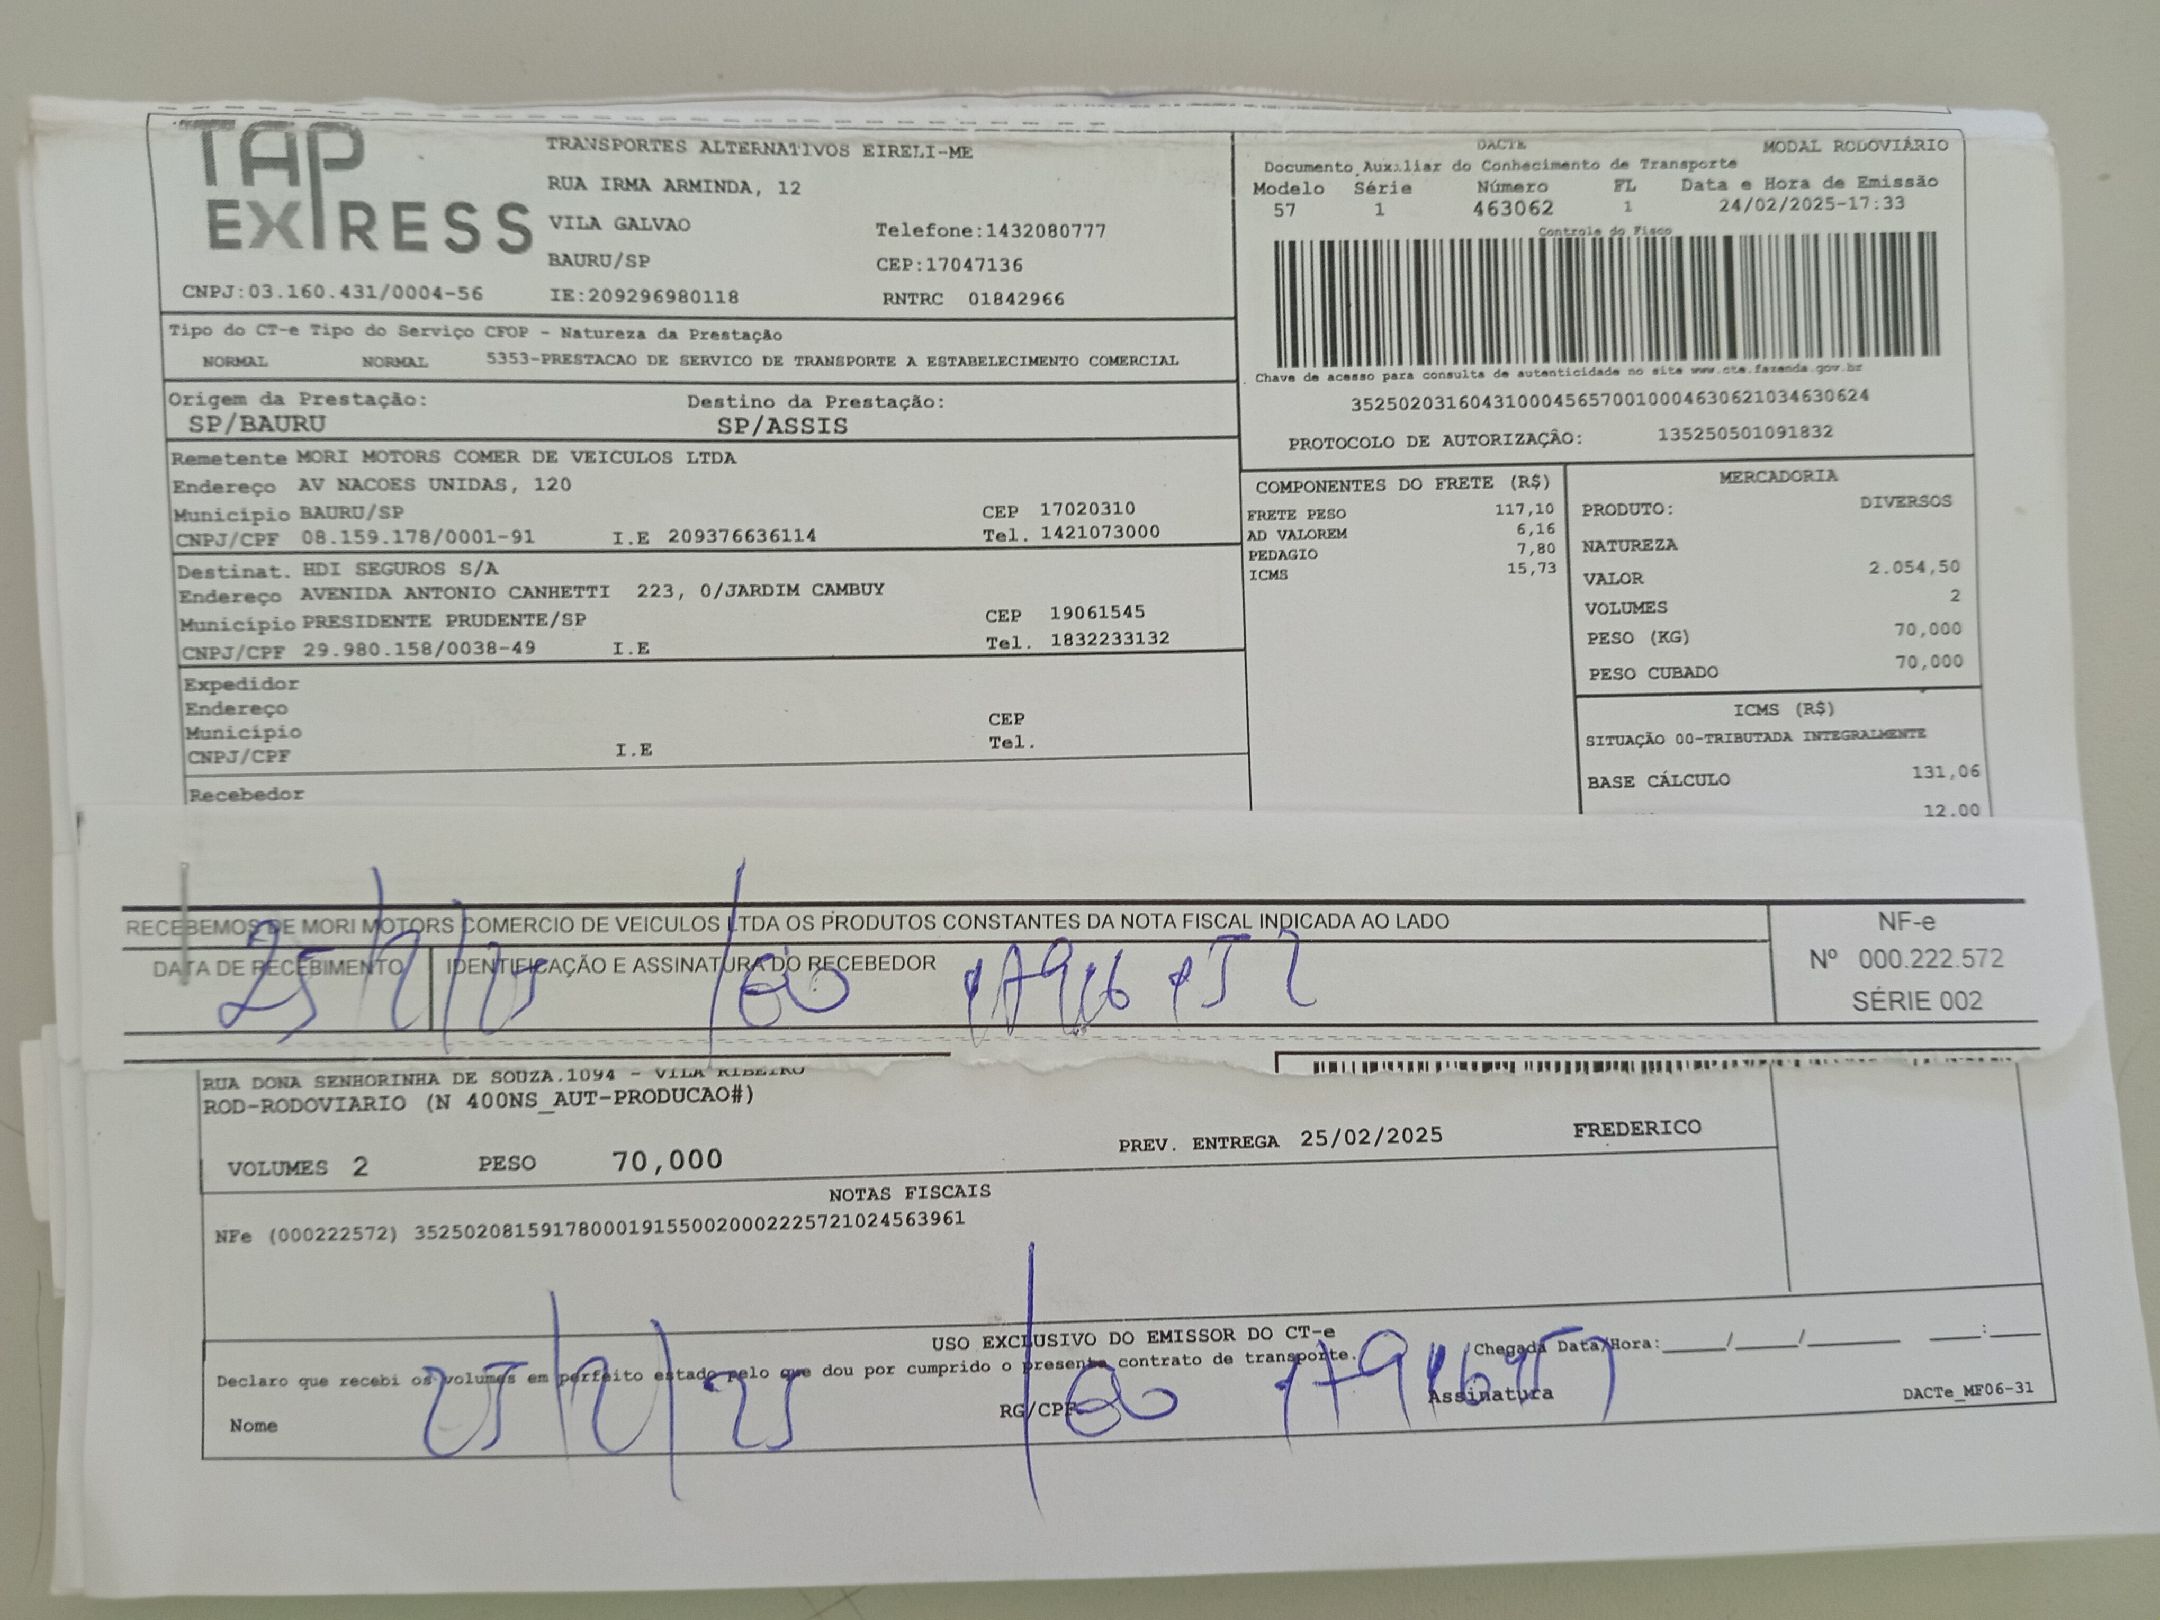 TAP EXPRESS
TRANSPORTES ALTERNATIVOS EIRELI-ME
RUA IRMA ARMINDA, 12
VILA GALVAO Telefone:1432080777
BAURU/SP CEP:17047136
CNPJ:03.160.431/0004-56 IE:209296980118 RNTRC 01842966
DACTE MODAL RODOVIÁRIO
Documento Auxiliar do Conhecimento de Transporte
Modelo Série Número FL Data e Hora de Emissão
57 1 463062 1 24/02/2025-17:33
Controle do Fisco
Chave de acesso para consulta de autenticidade no site www.cte.fazenda.gov.br
35250203160431000456570010004630621034630624
PROTOCOLO DE AUTORIZAÇÃO: 135250501091832
Tipo do CT-e Tipo do Serviço CFOP - Natureza da Prestação
NORMAL NORMAL 5353-PRESTACAO DE SERVICO DE TRANSPORTE A ESTABELECIMENTO COMERCIAL
Origem da Prestação: Destino da Prestação:
SP/BAURU SP/ASSIS
Remetente MORI MOTORS COMER DE VEICULOS LTDA
Endereço AV NACOES UNIDAS, 120
Município BAURU/SP CEP 17020310
CNPJ/CPF 08.159.178/0001-91 I.E 209376636114 Tel. 1421073000
Destinat. HDI SEGUROS S/A
Endereço AVENIDA ANTONIO CANHETTI 223, 0/JARDIM CAMBUY
Município PRESIDENTE PRUDENTE/SP CEP 19061545
CNPJ/CPF 29.980.158/0038-49 I.E Tel. 1832233132
Expedidor
Endereço
Município CEP
CNPJ/CPF I.E Tel.
Recebedor
COMPONENTES DO FRETE (R$)
FRETE PESO 117,10
AD VALOREM 6,16
PEDAGIO 7,80
ICMS 15,73
MERCADORIA
PRODUTO: DIVERSOS
NATUREZA
VALOR 2.054,50
VOLUMES 2
PESO (KG) 70,000
PESO CUBADO 70,000
ICMS (R$)
SITUAÇÃO 00-TRIBUTADA INTEGRALMENTE
BASE CÁLCULO 131,06
12.00
RECEBEMOS DE MORI MOTORS COMERCIO DE VEICULOS LTDA OS PRODUTOS CONSTANTES DA NOTA FISCAL INDICADA AO LADO
DATA DE RECEBIMENTO IDENTIFICAÇÃO E ASSINATURA DO RECEBEDOR
25/2/25
NF-e
Nº 000.222.572
SÉRIE 002
RUA DONA SENHORINHA DE SOUZA,1094 - VILA RIBEIRO
ROD-RODOVIARIO (N 400NS_AUT-PRODUCAO#)
VOLUMES 2 PESO 70,000 PREV. ENTREGA 25/02/2025 FREDERICO
NOTAS FISCAIS
NFe (000222572) 35250208159178000191550020002225721024563961
USO EXCLUSIVO DO EMISSOR DO CT-e
Declaro que recebi os volumes em perfeito estado pelo que dou por cumprido o presente contrato de transporte. Chegada Data/Hora:_____/_____/________ ____:____
Nome RG/CPF Assinatura DACTe_MF06-31
25/2/25